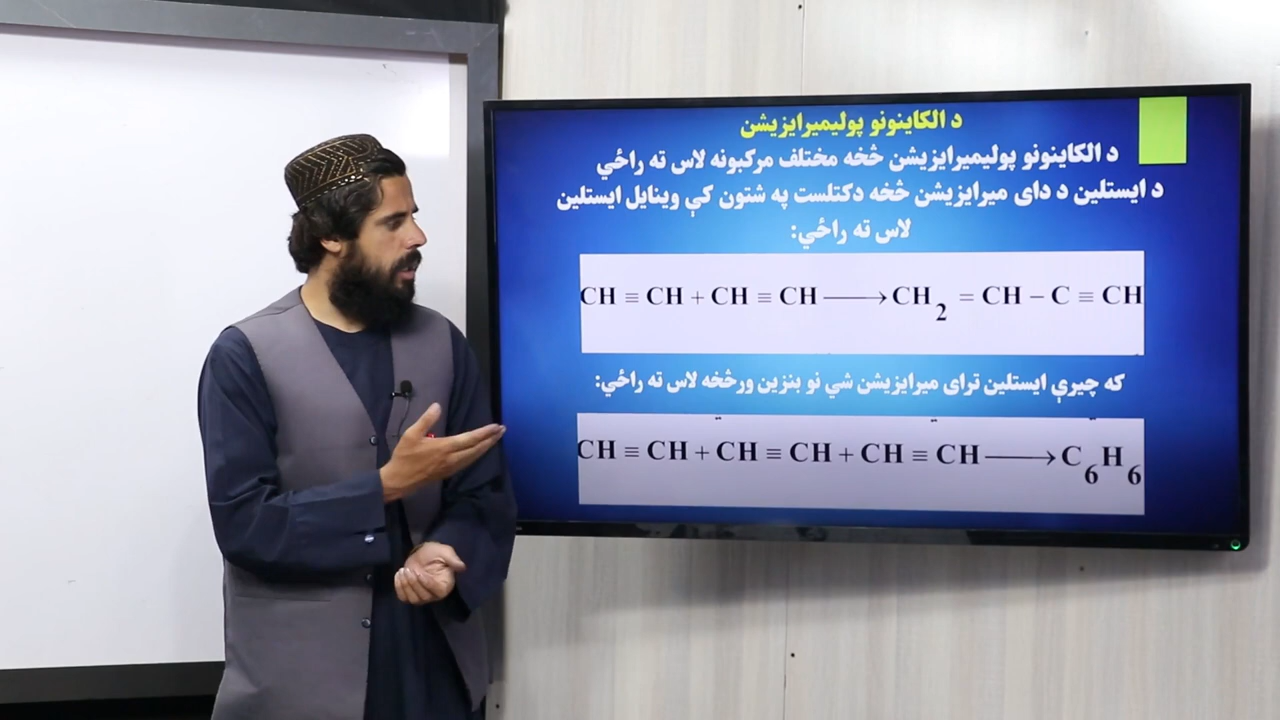 د الکاینونو پولیمیرایزیشن
د الکاینونو پولیمیرایزیشن څخه مختلف مرکبونه لاس ته راځي
د ایستلین د دای میرایزیشن څخه دکتلست په شتون کې وینایل ایستلین
لاس ته راځي:
CH ≡ CH + CH ≡ CH ⟶ CH₂ = CH − C ≡ CH
که چیرې ایستلین ترای میرایزیشن شي نو بنزین ورڅخه لاس ته راځي:
CH ≡ CH + CH ≡ CH + CH ≡ CH ⟶ C₆H₆